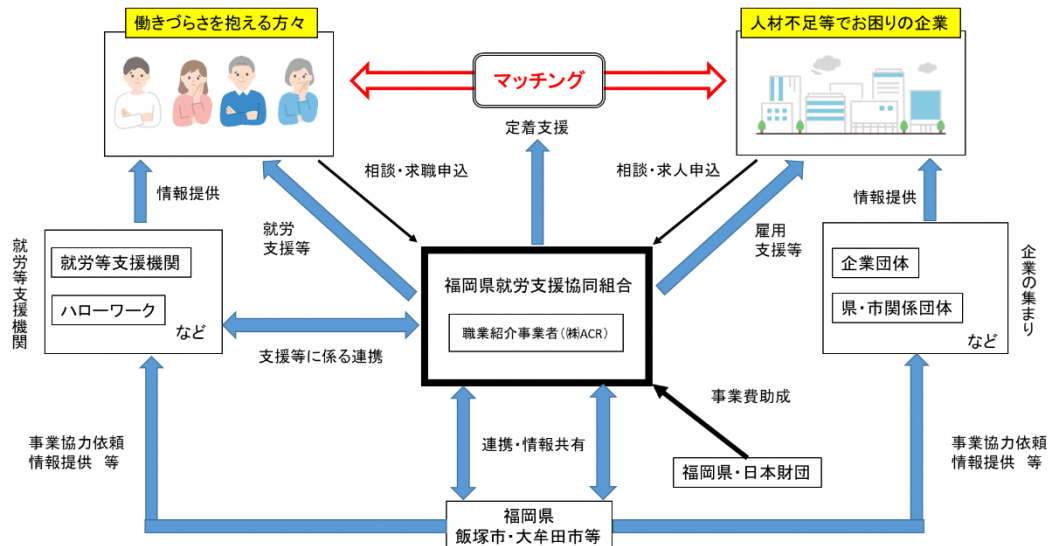 働きづらさを抱える方々
人材不足等でお困りの企業
マッチング
定着支援
相談・求職申込
相談・求人申込
情報提供
情報提供
就労
支援等
雇用
支援等
就労等支援機関
就労等支援機関
ハローワーク
など
福岡県就労支援協同組合
職業紹介事業者(㈱ACR)
企業団体
県・市関係団体
など
企業の集まり
支援等に係る連携
事業費助成
事業協力依頼
情報提供 等
連携・情報共有
福岡県・日本財団
事業協力依頼
情報提供 等
福岡県
飯塚市・大牟田市等